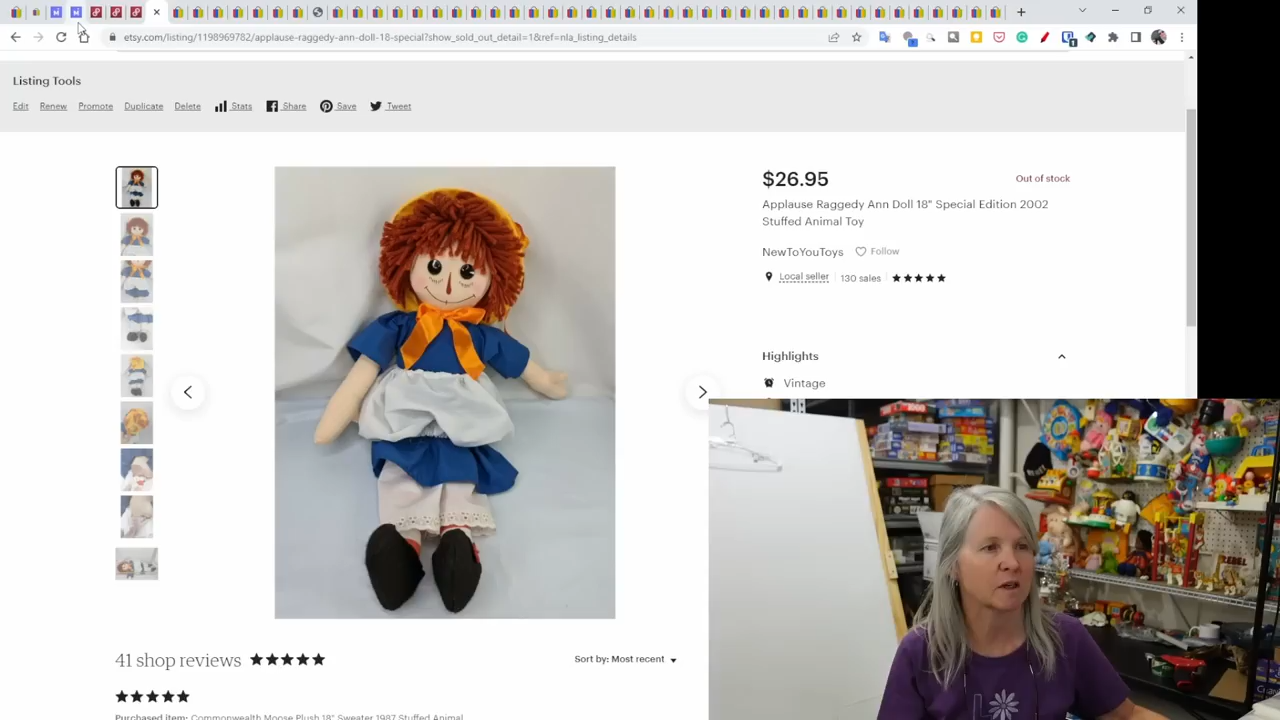 etsy.com/listing/1198969782/applause-raggedy-ann-doll-18-special?show_sold_out_detail=1&ref=nla_listing_details
Listing Tools
Edit Renew Promote Duplicate Delete Stats Share Save Tweet
$26.95
Out of stock
Applause Raggedy Ann Doll 18" Special Edition 2002
Stuffed Animal Toy
NewToYouToys Follow
Local seller 130 sales
Highlights
Vintage
41 shop reviews
Sort by: Most recent
Purchased item: Commonwealth Moose Plush 18" Sweater 1987 Stuffed Animal